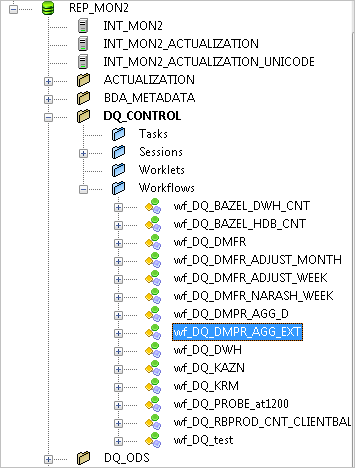 REP_MON2
INT_MON2
INT_MON2_ACTUALIZATION
INT_MON2_ACTUALIZATION_UNICODE
ACTUALIZATION
BDA_METADATA
DQ_CONTROL
Tasks
Sessions
Worklets
Workflows
wf_DQ_BAZEL_DWH_CNT
wf_DQ_BAZEL_HDB_CNT
wf_DQ_DMFR
wf_DQ_DMFR_ADJUST_MONTH
wf_DQ_DMFR_ADJUST_WEEK
wf_DQ_DMFR_NARASH_WEEK
wf_DQ_DMPR_AGG_D
wf_DQ_DMPR_AGG_EXT
wf_DQ_DWH
wf_DQ_KAZN
wf_DQ_KRM
wf_DQ_PROBE_at1200
wf_DQ_RBPROD_CNT_CLIENTBAL
wf_DQ_test
DQ_ODS